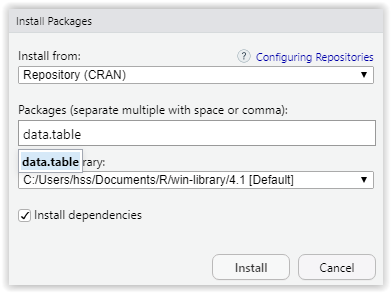 Install Packages
Install from:
? Configuring Repositories
Repository (CRAN)
Packages (separate multiple with space or comma):
data.table
data.table
rary:
C:/Users/hss/Documents/R/win-library/4.1 [Default]
Install dependencies
Install
Cancel